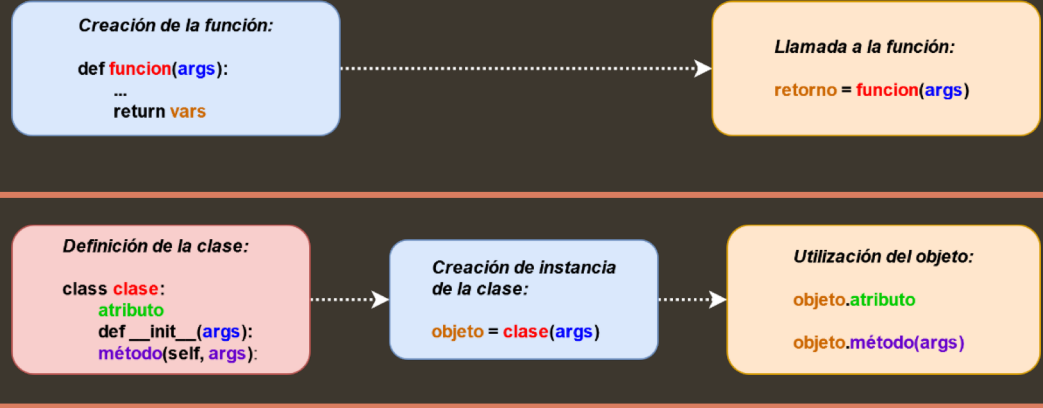 Creación de la función:
def funcion(args):
...
return vars
Llamada a la función:
retorno = funcion(args)
Definición de la clase:
class clase:
atributo
def __init__(args):
método(self, args):
Creación de instancia
de la clase:
objeto = clase(args)
Utilización del objeto:
objeto.atributo
objeto.método(args)